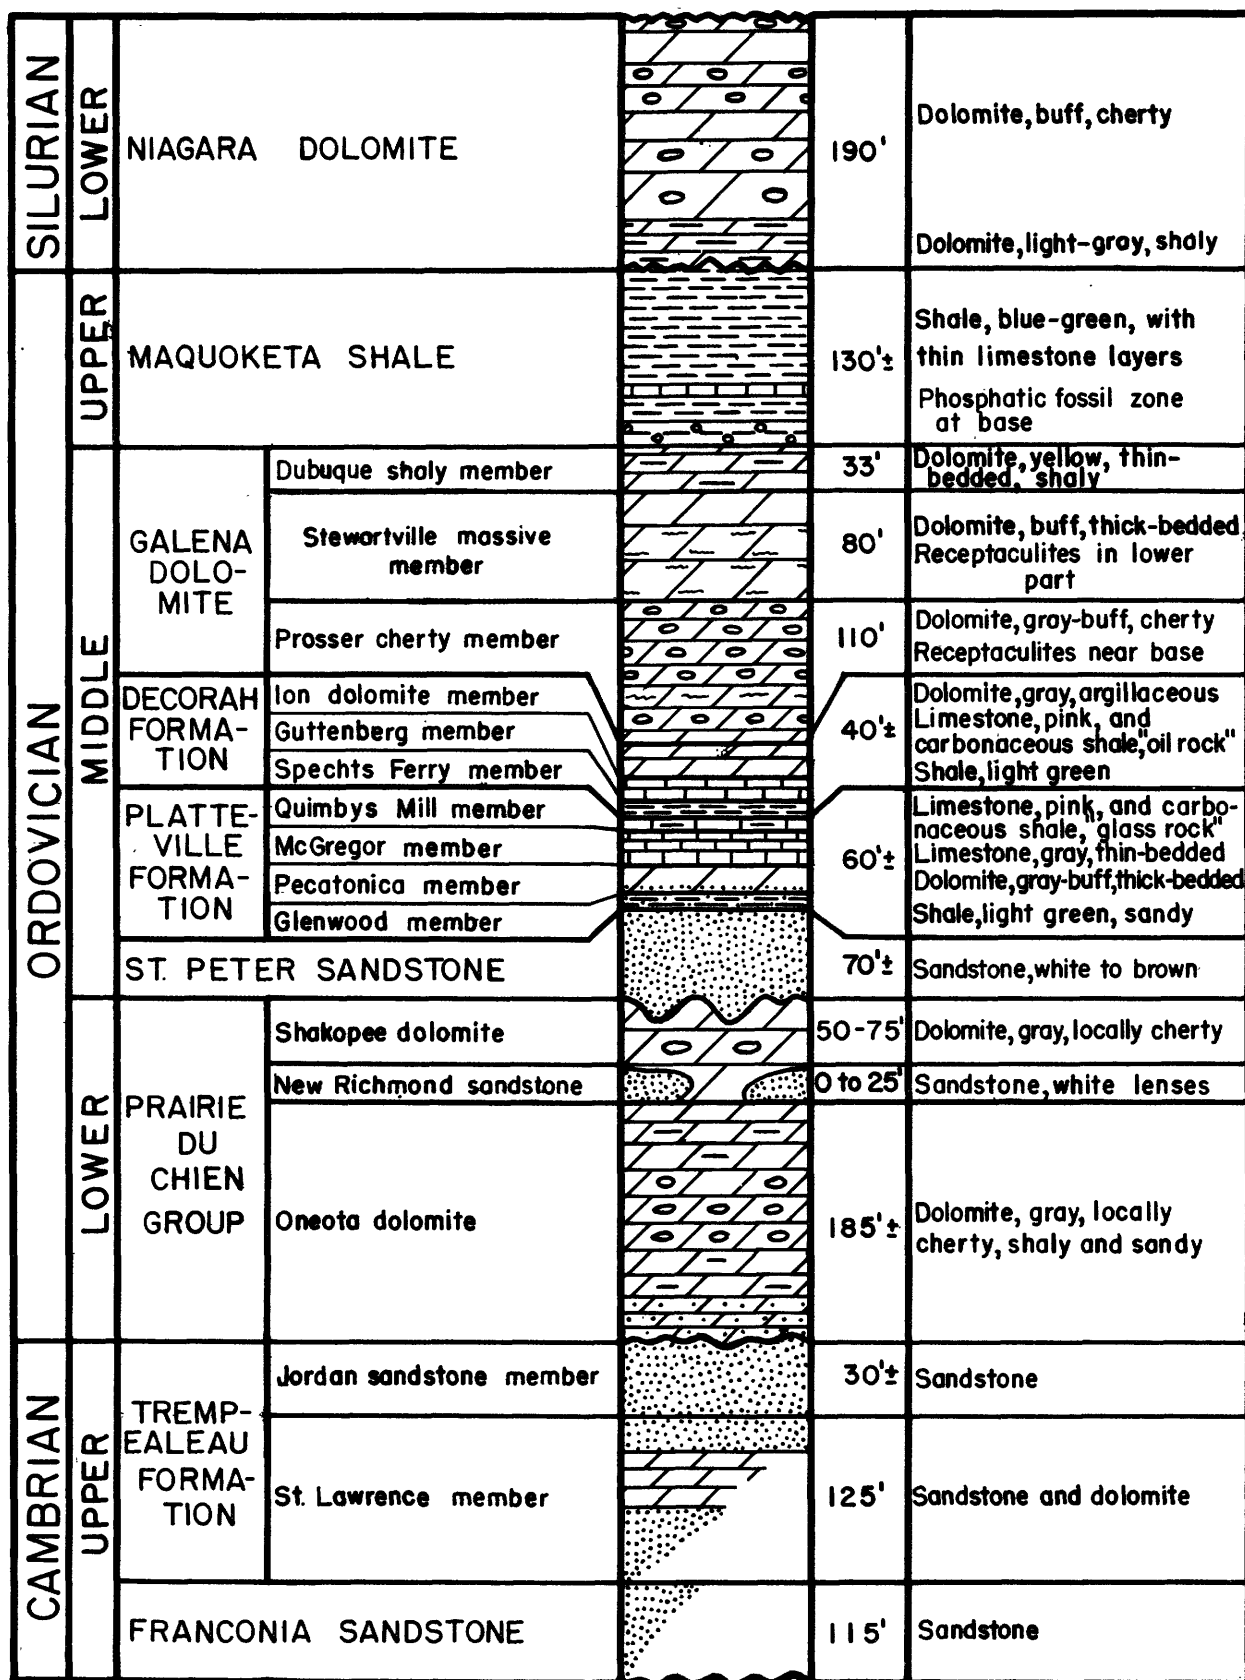 SILURIAN
LOWER
NIAGARA DOLOMITE
190'
Dolomite, buff, cherty
Dolomite, light-gray, shaly
ORDOVICIAN
UPPER
MAQUOKETA SHALE
130'±
Shale, blue-green, with
thin limestone layers
Phosphatic fossil zone
at base
MIDDLE
GALENA
DOLO-
MITE
Dubuque shaly member
33'
Dolomite, yellow, thin-
bedded, shaly
Stewartville massive
member
80'
Dolomite, buff, thick-bedded,
Receptaculites in lower
part
Prosser cherty member
110'
Dolomite, gray-buff, cherty
Receptaculites near base
DECORAH
FORMA-
TION
Ion dolomite member
Guttenberg member
Spechts Ferry member
40'±
Dolomite, gray, argillaceous
Limestone, pink, and
carbonaceous shale, "oil rock"
Shale, light green
PLATTE-
VILLE
FORMA-
TION
Quimbys Mill member
McGregor member
Pecatonica member
Glenwood member
60'±
Limestone, pink, and carbo-
naceous shale, "glass rock"
Limestone, gray, thin-bedded
Dolomite, gray-buff, thick-bedded
Shale, light green, sandy
ST. PETER SANDSTONE
70'±
Sandstone, white to brown
LOWER
PRAIRIE
DU
CHIEN
GROUP
Shakopee dolomite
50-75'
Dolomite, gray, locally cherty
New Richmond sandstone
0 to 25'
Sandstone, white lenses
Oneota dolomite
185'±
Dolomite, gray, locally
cherty, shaly and sandy
CAMBRIAN
UPPER
TREMP-
EALEAU
FORMA-
TION
Jordan sandstone member
30'±
Sandstone
St. Lawrence member
125'
Sandstone and dolomite
FRANCONIA SANDSTONE
115'
Sandstone